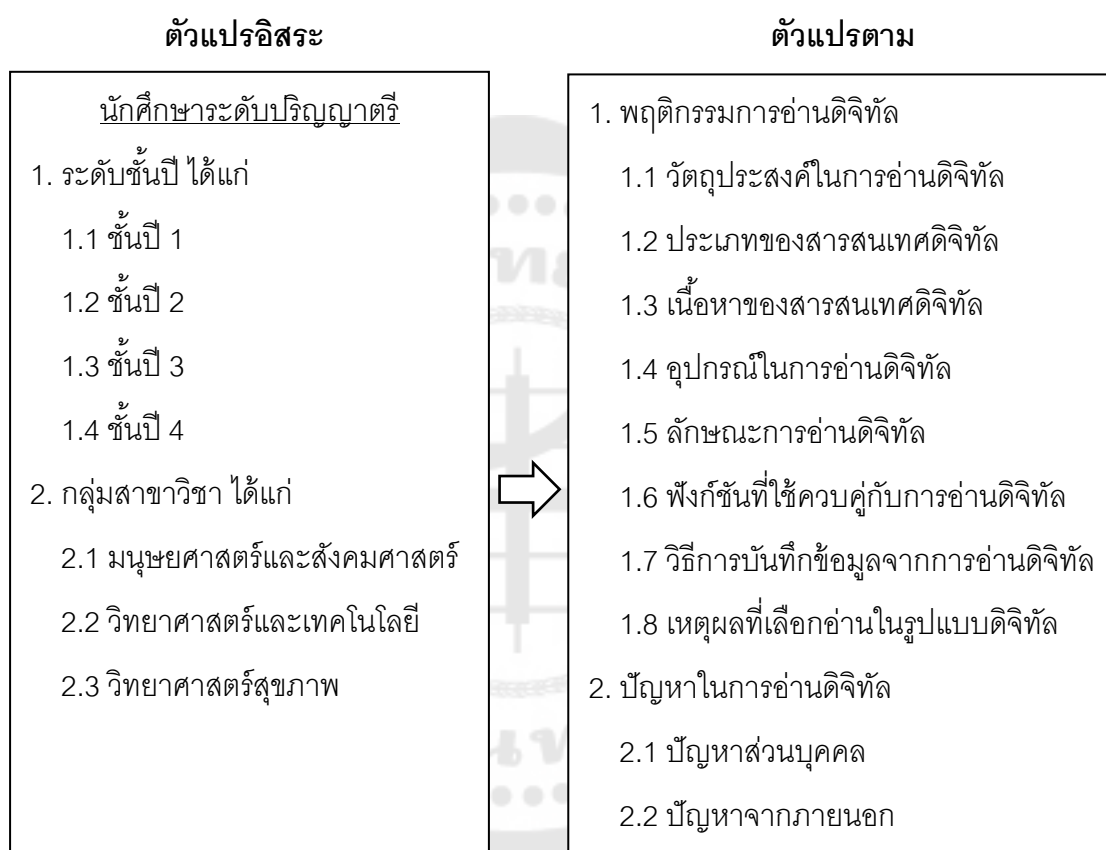 ตัวแปรอิสระ
นักศึกษาระดับปริญญาตรี
1. ระดับชั้นปี ได้แก่
1.1 ชั้นปี 1
1.2 ชั้นปี 2
1.3 ชั้นปี 3
1.4 ชั้นปี 4
2. กลุ่มสาขาวิชา ได้แก่
2.1 มนุษยศาสตร์และสังคมศาสตร์
2.2 วิทยาศาสตร์และเทคโนโลยี
2.3 วิทยาศาสตร์สุขภาพ
ตัวแปรตาม
1. พฤติกรรมการอ่านดิจิทัล
1.1 วัตถุประสงค์ในการอ่านดิจิทัล
1.2 ประเภทของสารสนเทศดิจิทัล
1.3 เนื้อหาของสารสนเทศดิจิทัล
1.4 อุปกรณ์ในการอ่านดิจิทัล
1.5 ลักษณะการอ่านดิจิทัล
1.6 ฟังก์ชันที่ใช้ควบคู่กับการอ่านดิจิทัล
1.7 วิธีการบันทึกข้อมูลจากการอ่านดิจิทัล
1.8 เหตุผลที่เลือกอ่านในรูปแบบดิจิทัล
2. ปัญหาในการอ่านดิจิทัล
2.1 ปัญหาส่วนบุคคล
2.2 ปัญหาจากภายนอก